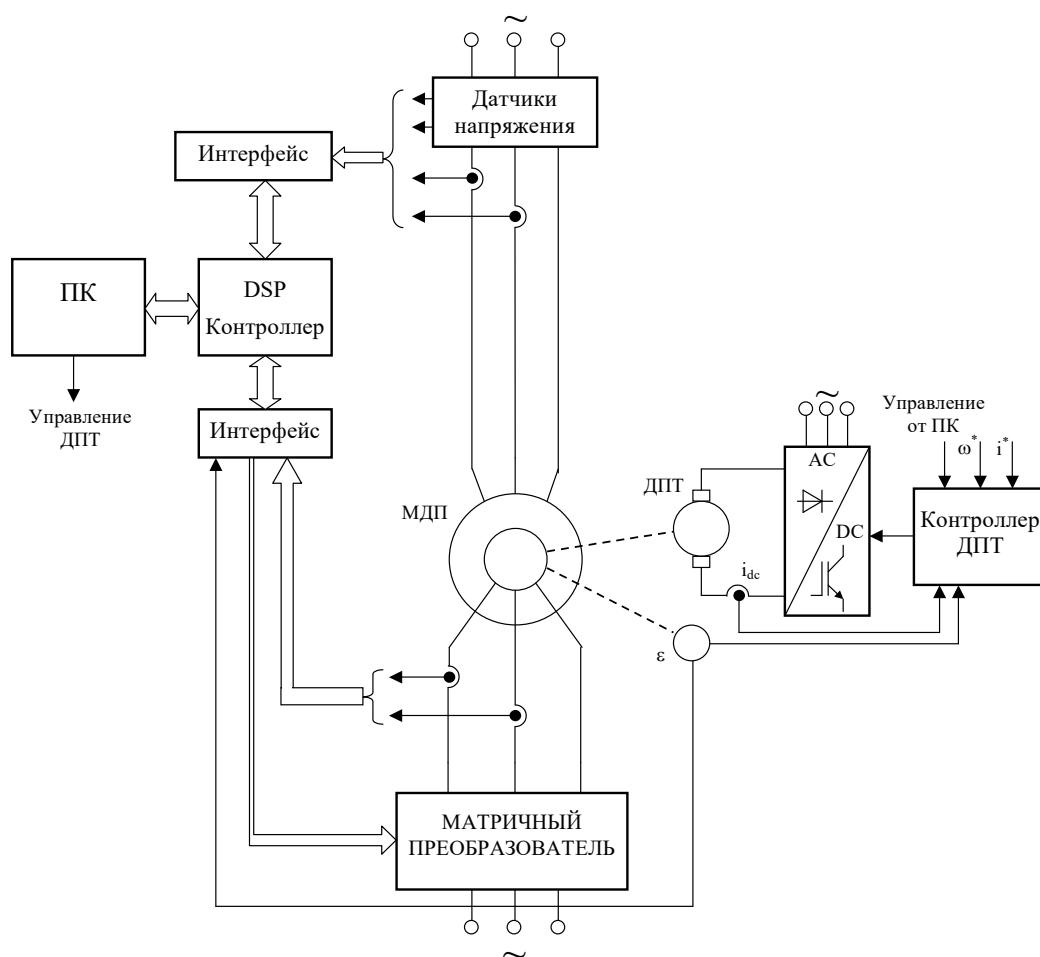 ~
Датчики
напряжения
Интерфейс
ПК
DSP
Контроллер
Управление
ДПТ
Интерфейс
~
Управление
от ПК
ω* i*
AC
DC
ДПТ
МДП
Контроллер
ДПТ
i_dc
ε
МАТРИЧНЫЙ
ПРЕОБРАЗОВАТЕЛЬ
~